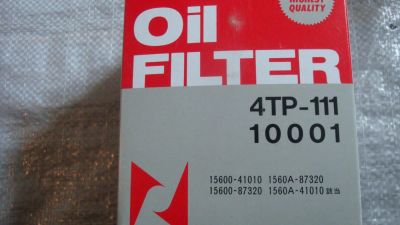 HIGHEST
QUALITY
Oil
FILTER
4TP-111
10001
15600-41010 1560A-87320
15600-87320 1560A-41010 該当